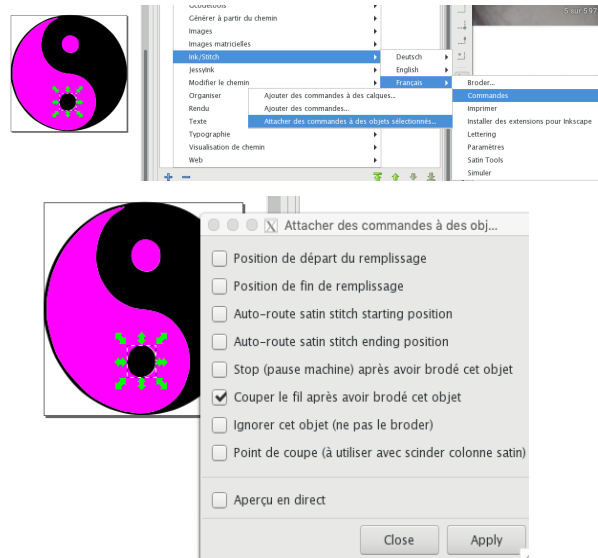 Gcodetools
5 sur 597
Générer à partir du chemin
Images
Images matricielles
Ink/Stitch
Deutsch
JessyInk
English
Modifier le chemin
Français
Broder...
Organiser
Ajouter des commandes à des calques...
Commandes
Rendu
Ajouter des commandes...
Imprimer
Texte
Attacher des commandes à des objets sélectionnés...
Installer des extensions pour Inkscape
Typographie
Lettering
Visualisation de chemin
Paramètres
Web
Satin Tools
Simuler
X Attacher des commandes à des obj...
Position de départ du remplissage
Position de fin de remplissage
Auto-route satin stitch starting position
Auto-route satin stitch ending position
Stop (pause machine) après avoir brodé cet objet
Couper le fil après avoir brodé cet objet
Ignorer cet objet (ne pas le broder)
Point de coupe (à utiliser avec scinder colonne satin)
Aperçu en direct
Close
Apply